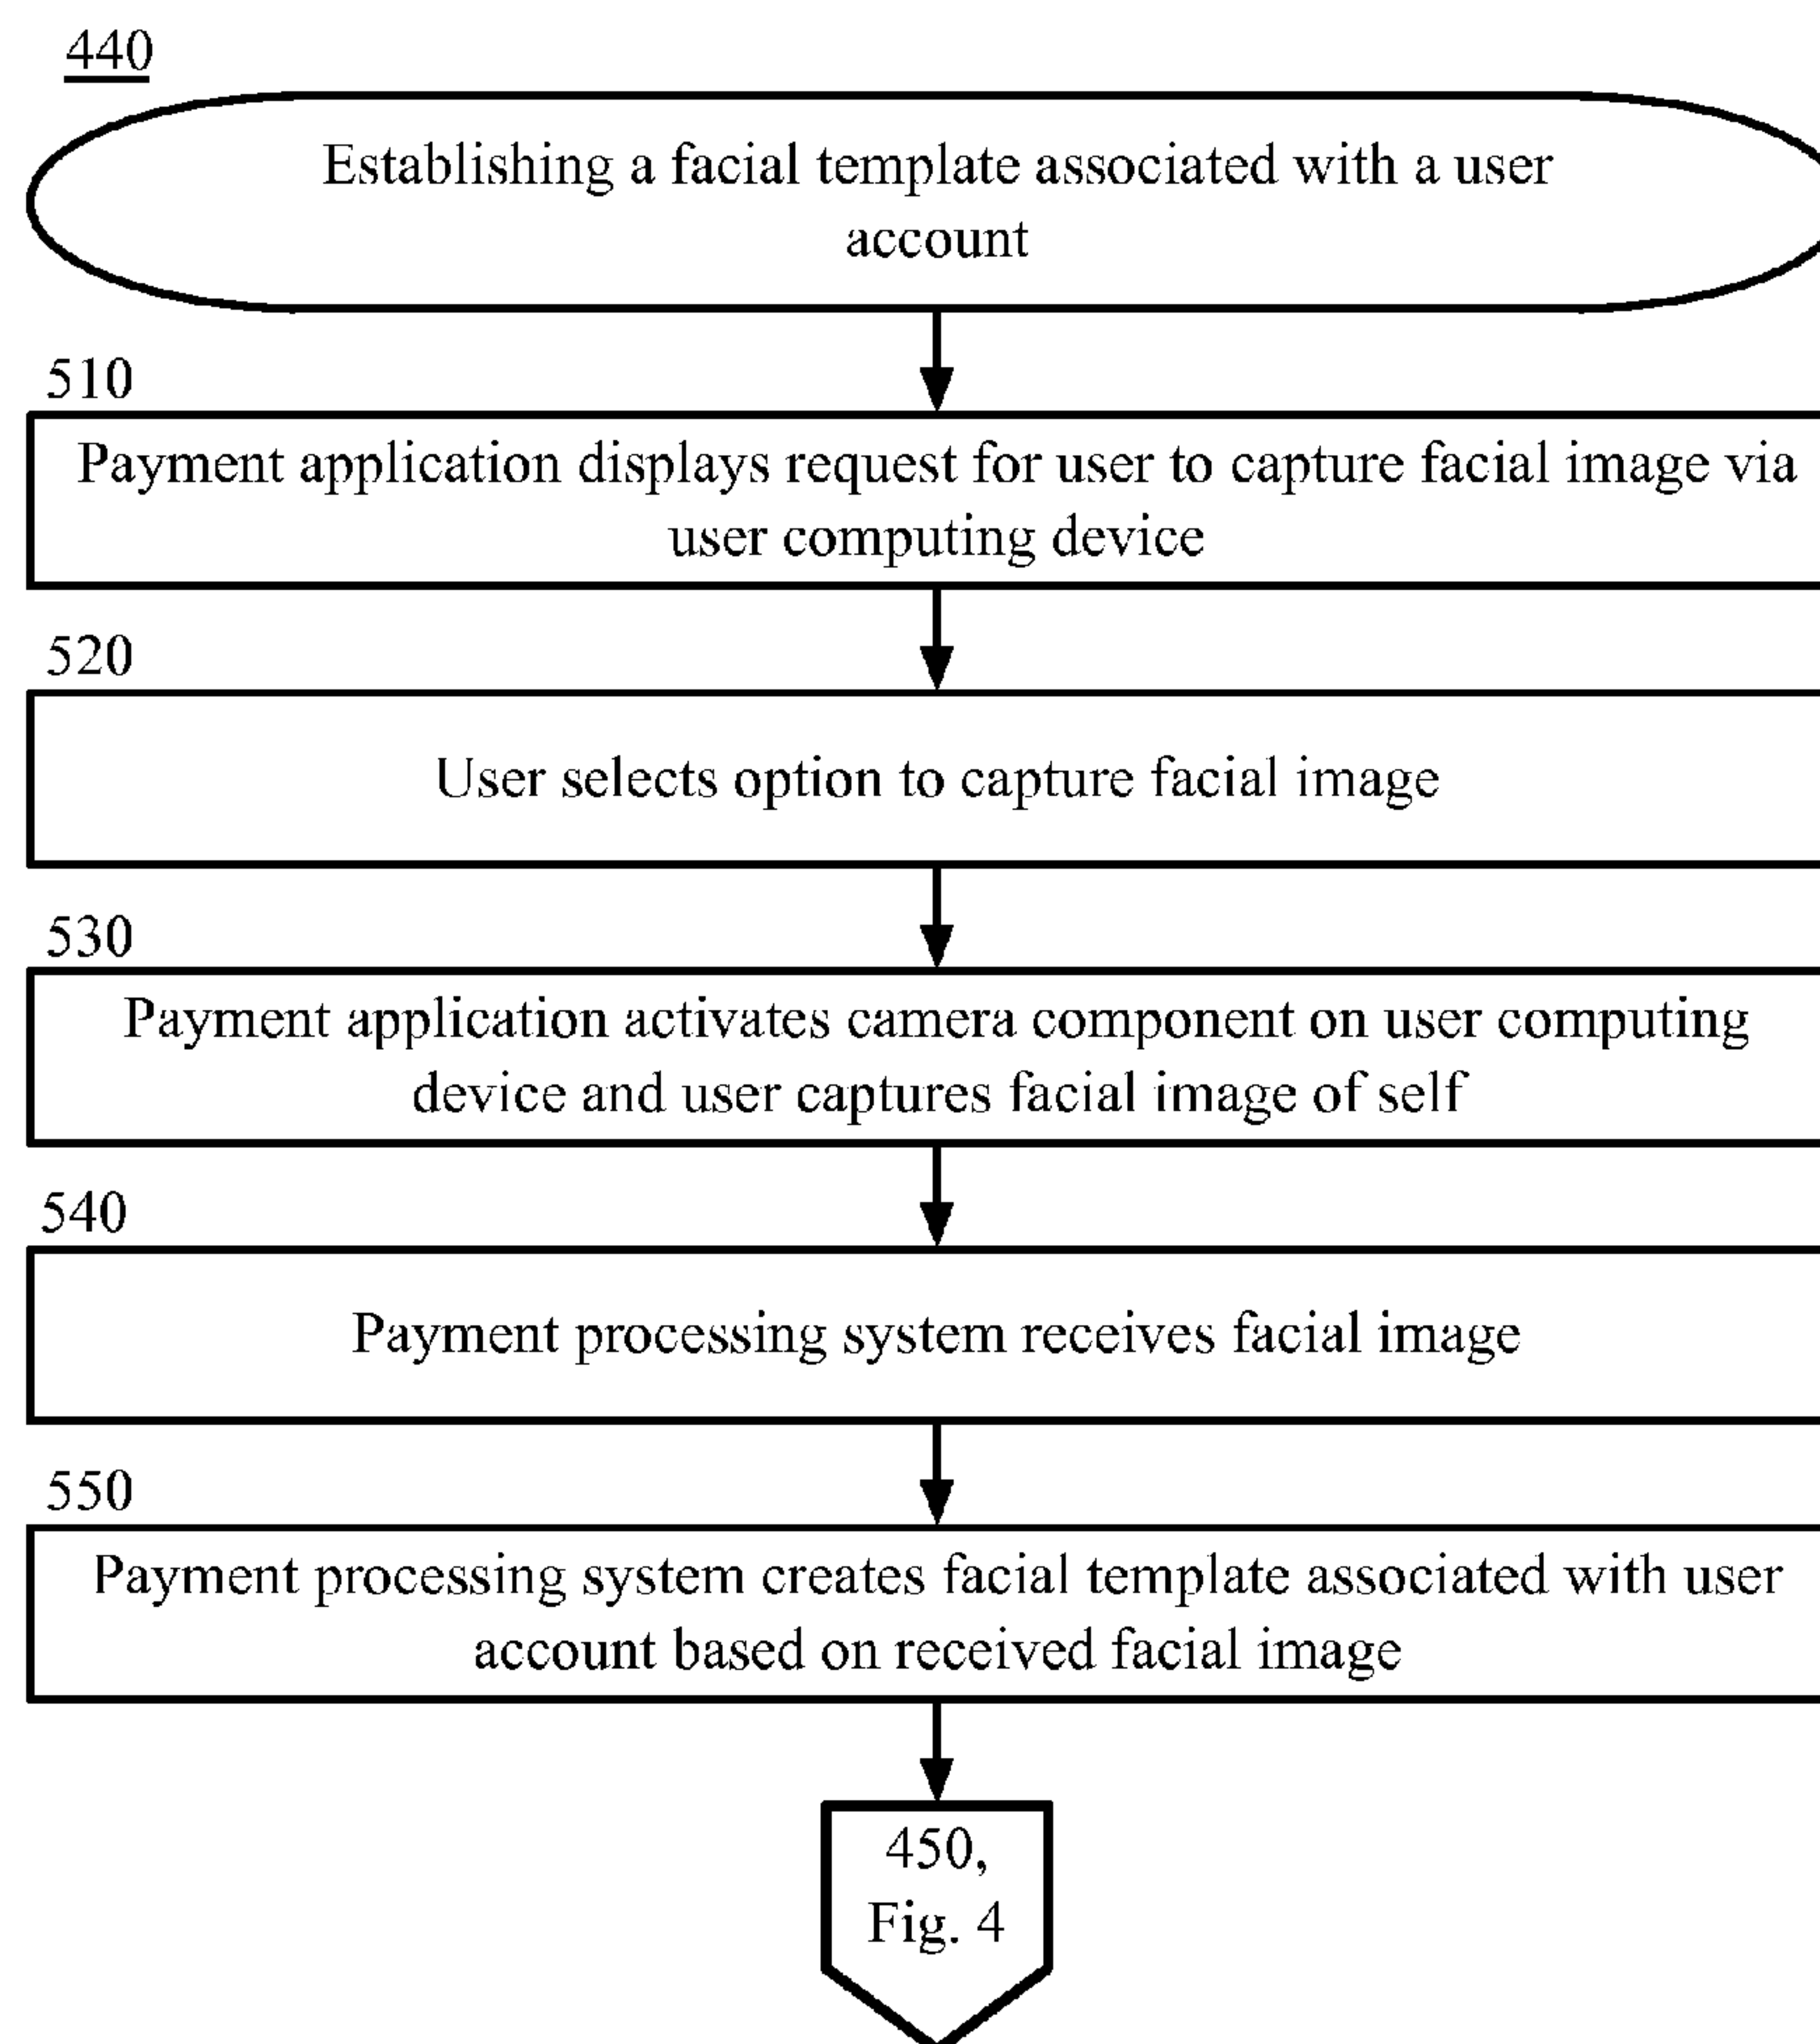 440
Establishing a facial template associated with a user
account
510
Payment application displays request for user to capture facial image via
user computing device
520
User selects option to capture facial image
530
Payment application activates camera component on user computing
device and user captures facial image of self
540
Payment processing system receives facial image
550
Payment processing system creates facial template associated with user
account based on received facial image
450,
Fig. 4